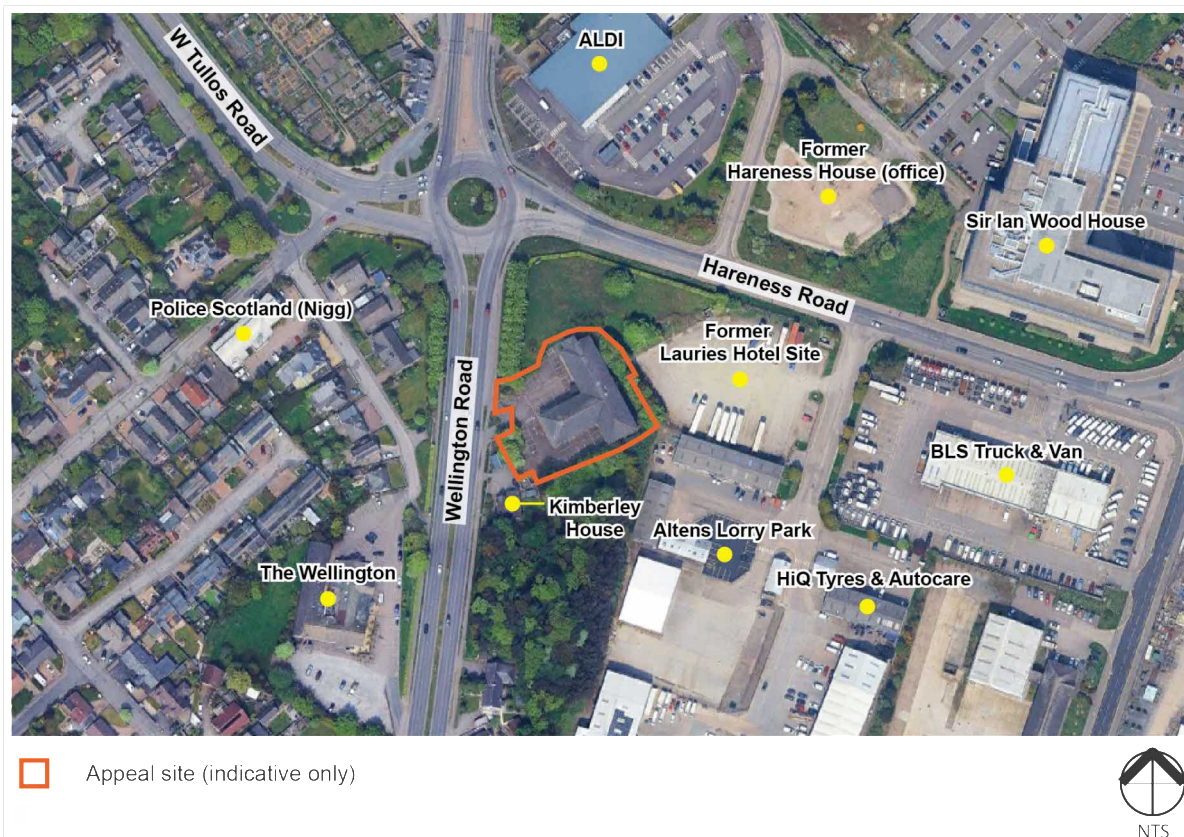 ALDI
W Tullos Road
Former
Hareness House (office)
Sir Ian Wood House
Hareness Road
Police Scotland (Nigg)
Former
Lauries Hotel Site
Wellington Road
BLS Truck & Van
Kimberley
House
Altens Lorry Park
The Wellington
HiQ Tyres & Autocare
Appeal site (indicative only)
NTS